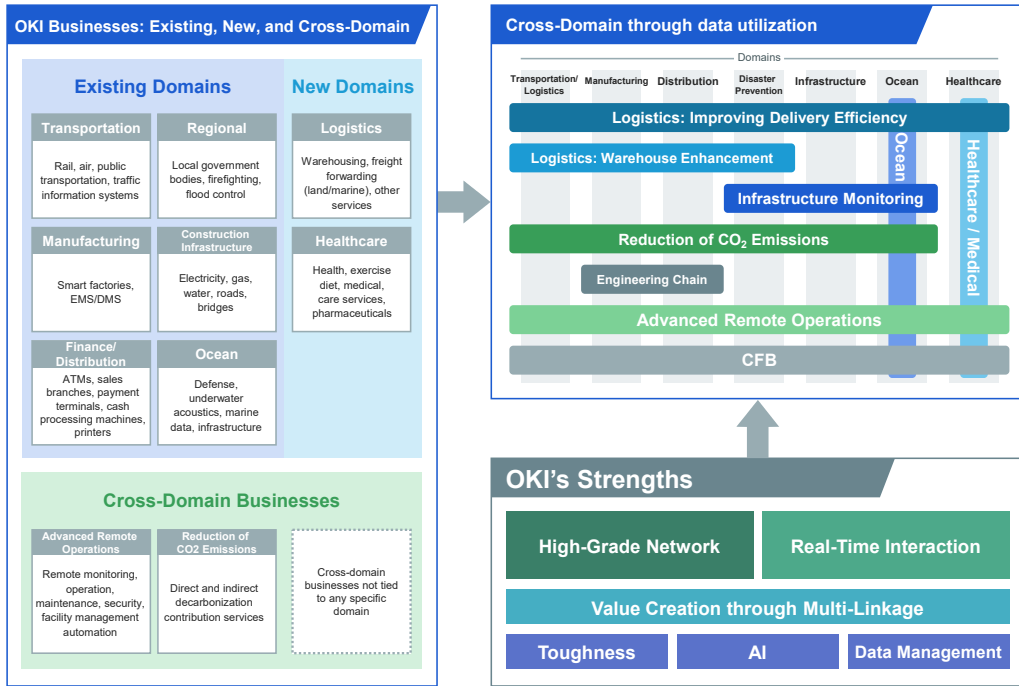 OKI Businesses: Existing, New, and Cross-Domain
Existing Domains
New Domains
Transportation
Rail, air, public
transportation, traffic
information systems
Regional
Local government
bodies, firefighting,
flood control
Logistics
Warehousing, freight
forwarding
(land/marine), other
services
Manufacturing
Smart factories,
EMS/DMS
Construction
Infrastructure
Electricity, gas,
water, roads,
bridges
Healthcare
Health, exercise
diet, medical,
care services,
pharmaceuticals
Finance/
Distribution
ATMs, sales
branches, payment
terminals, cash
processing machines,
printers
Ocean
Defense,
underwater
acoustics, marine
data, infrastructure
Cross-Domain Businesses
Advanced Remote
Operations
Remote monitoring,
operation,
maintenance, security,
facility management
automation
Reduction of
CO2 Emissions
Direct and indirect
decarbonization
contribution services
Cross-domain
businesses not tied
to any specific
domain
Cross-Domain through data utilization
Domains
Transportation/
Logistics
Manufacturing
Distribution
Disaster
Prevention
Infrastructure
Ocean
Healthcare
Logistics: Improving Delivery Efficiency
Logistics: Warehouse Enhancement
Infrastructure Monitoring
Reduction of CO₂ Emissions
Engineering Chain
Advanced Remote Operations
CFB
Ocean
Healthcare / Medical
OKI's Strengths
High-Grade Network
Real-Time Interaction
Value Creation through Multi-Linkage
Toughness
AI
Data Management